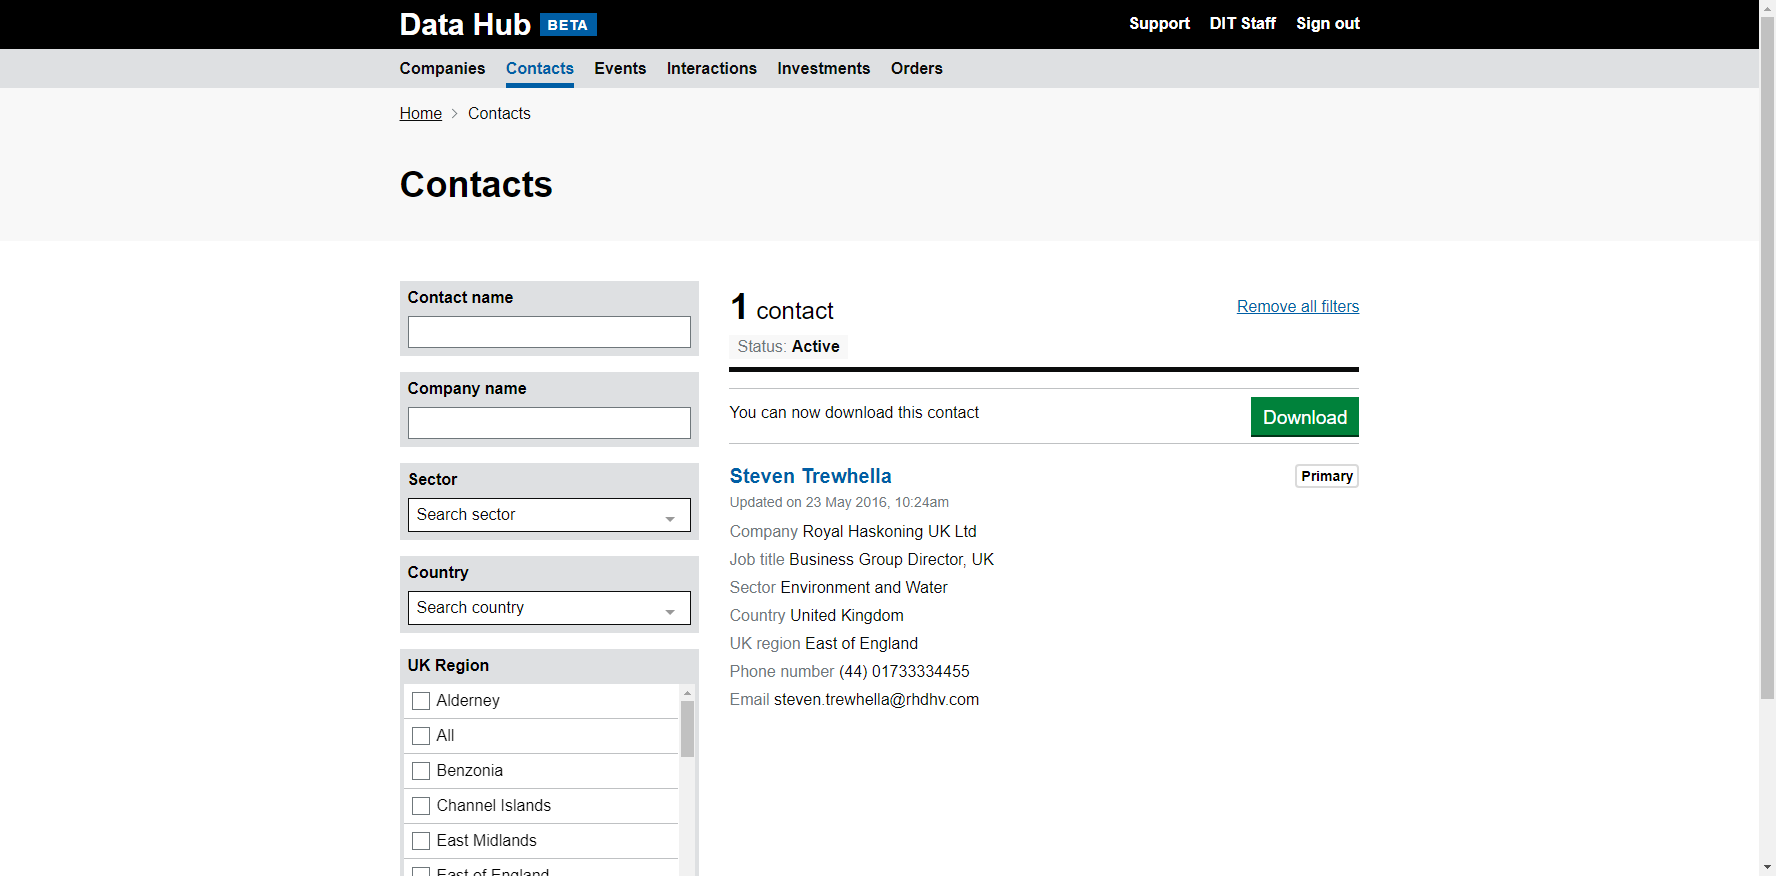 Data Hub BETA
Support DIT Staff Sign out
Companies Contacts Events Interactions Investments Orders
Home Contacts
Contacts
Contact name
Company name
Sector
Search sector
Country
Search country
UK Region
Alderney
All
Benzonia
Channel Islands
East Midlands
East of England
1 contact
Remove all filters
Status: Active
You can now download this contact
Download
Steven Trewhella
Primary
Updated on 23 May 2016, 10:24am
Company Royal Haskoning UK Ltd
Job title Business Group Director, UK
Sector Environment and Water
Country United Kingdom
UK region East of England
Phone number (44) 01733334455
Email steven.trewhella@rhdhv.com